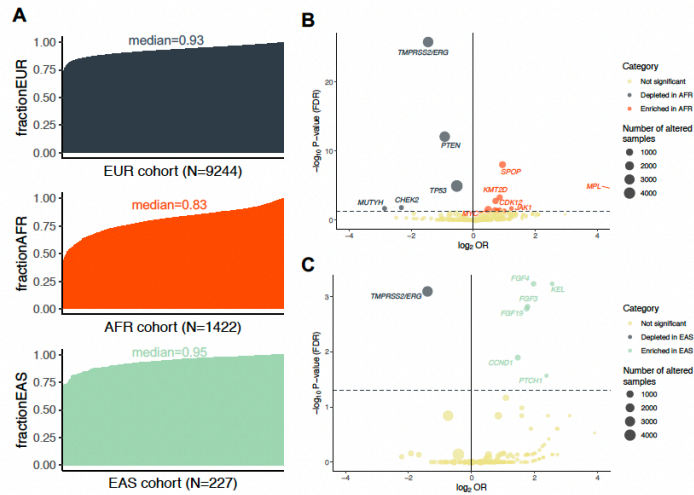 A
1.00
0.75
0.50
0.25
0.00
fractionEUR
median=0.93
EUR cohort (N=9244)
1.00
0.75
0.50
0.25
0.00
fractionAFR
median=0.83
AFR cohort (N=1422)
1.00
0.75
0.50
0.25
0.00
fractionEAS
median=0.95
EAS cohort (N=227)
B
−log10 P−value (FDR)
20
10
0
TMPRSS2/ERG
PTEN
SPOP
TP53
KMT2D
MPL
MUTYH
CHEK2
CDK12
MYC
−4
−2
0
2
4
log2 OR
Category
Not significant
Depleted in AFR
Enriched in AFR
Number of altered
samples
1000
2000
3000
4000
C
−log10 P−value (FDR)
3
2
1
0
FGF4
KEL
TMPRSS2/ERG
FGF3
FGF19
CCND1
PTCH1
−4
−2
0
2
4
log2 OR
Category
Not significant
Depleted in EAS
Enriched in EAS
Number of altered
samples
1000
2000
3000
4000